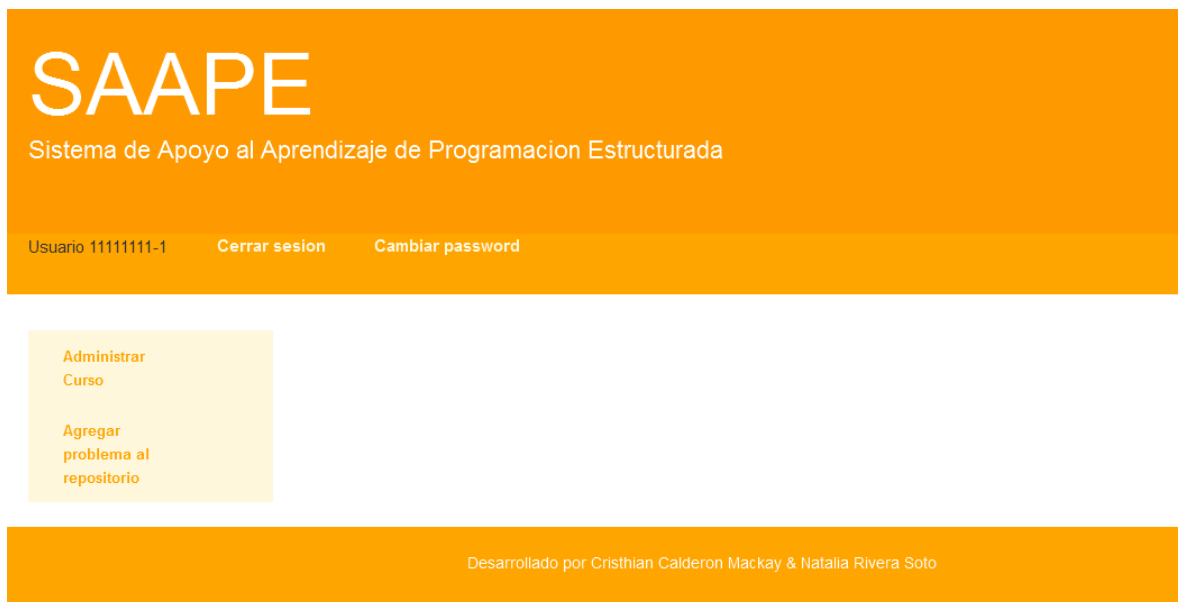 SAAPE
Sistema de Apoyo al Aprendizaje de Programacion Estructurada
Usuario 11111111-1 Cerrar sesion Cambiar password
Administrar
Curso
Agregar
problema al
repositorio
Desarrollado por Cristhian Calderon Mackay & Natalia Rivera Soto